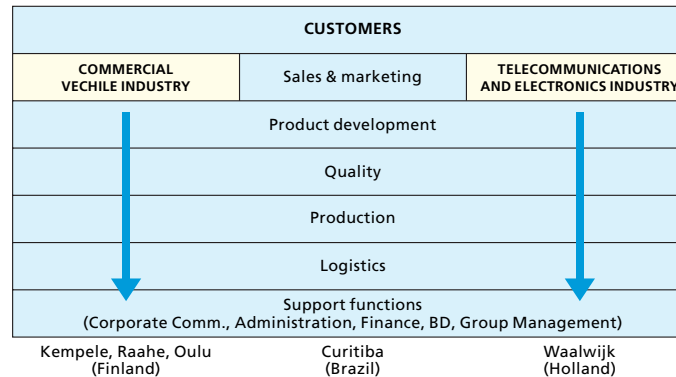 CUSTOMERS
COMMERCIAL
VECHILE INDUSTRY
Sales & marketing
TELECOMMUNICATIONS
AND ELECTRONICS INDUSTRY
Product development
Quality
Production
Logistics
Support functions
(Corporate Comm., Administration, Finance, BD, Group Management)
Kempele, Raahe, Oulu
(Finland)
Curitiba
(Brazil)
Waalwijk
(Holland)